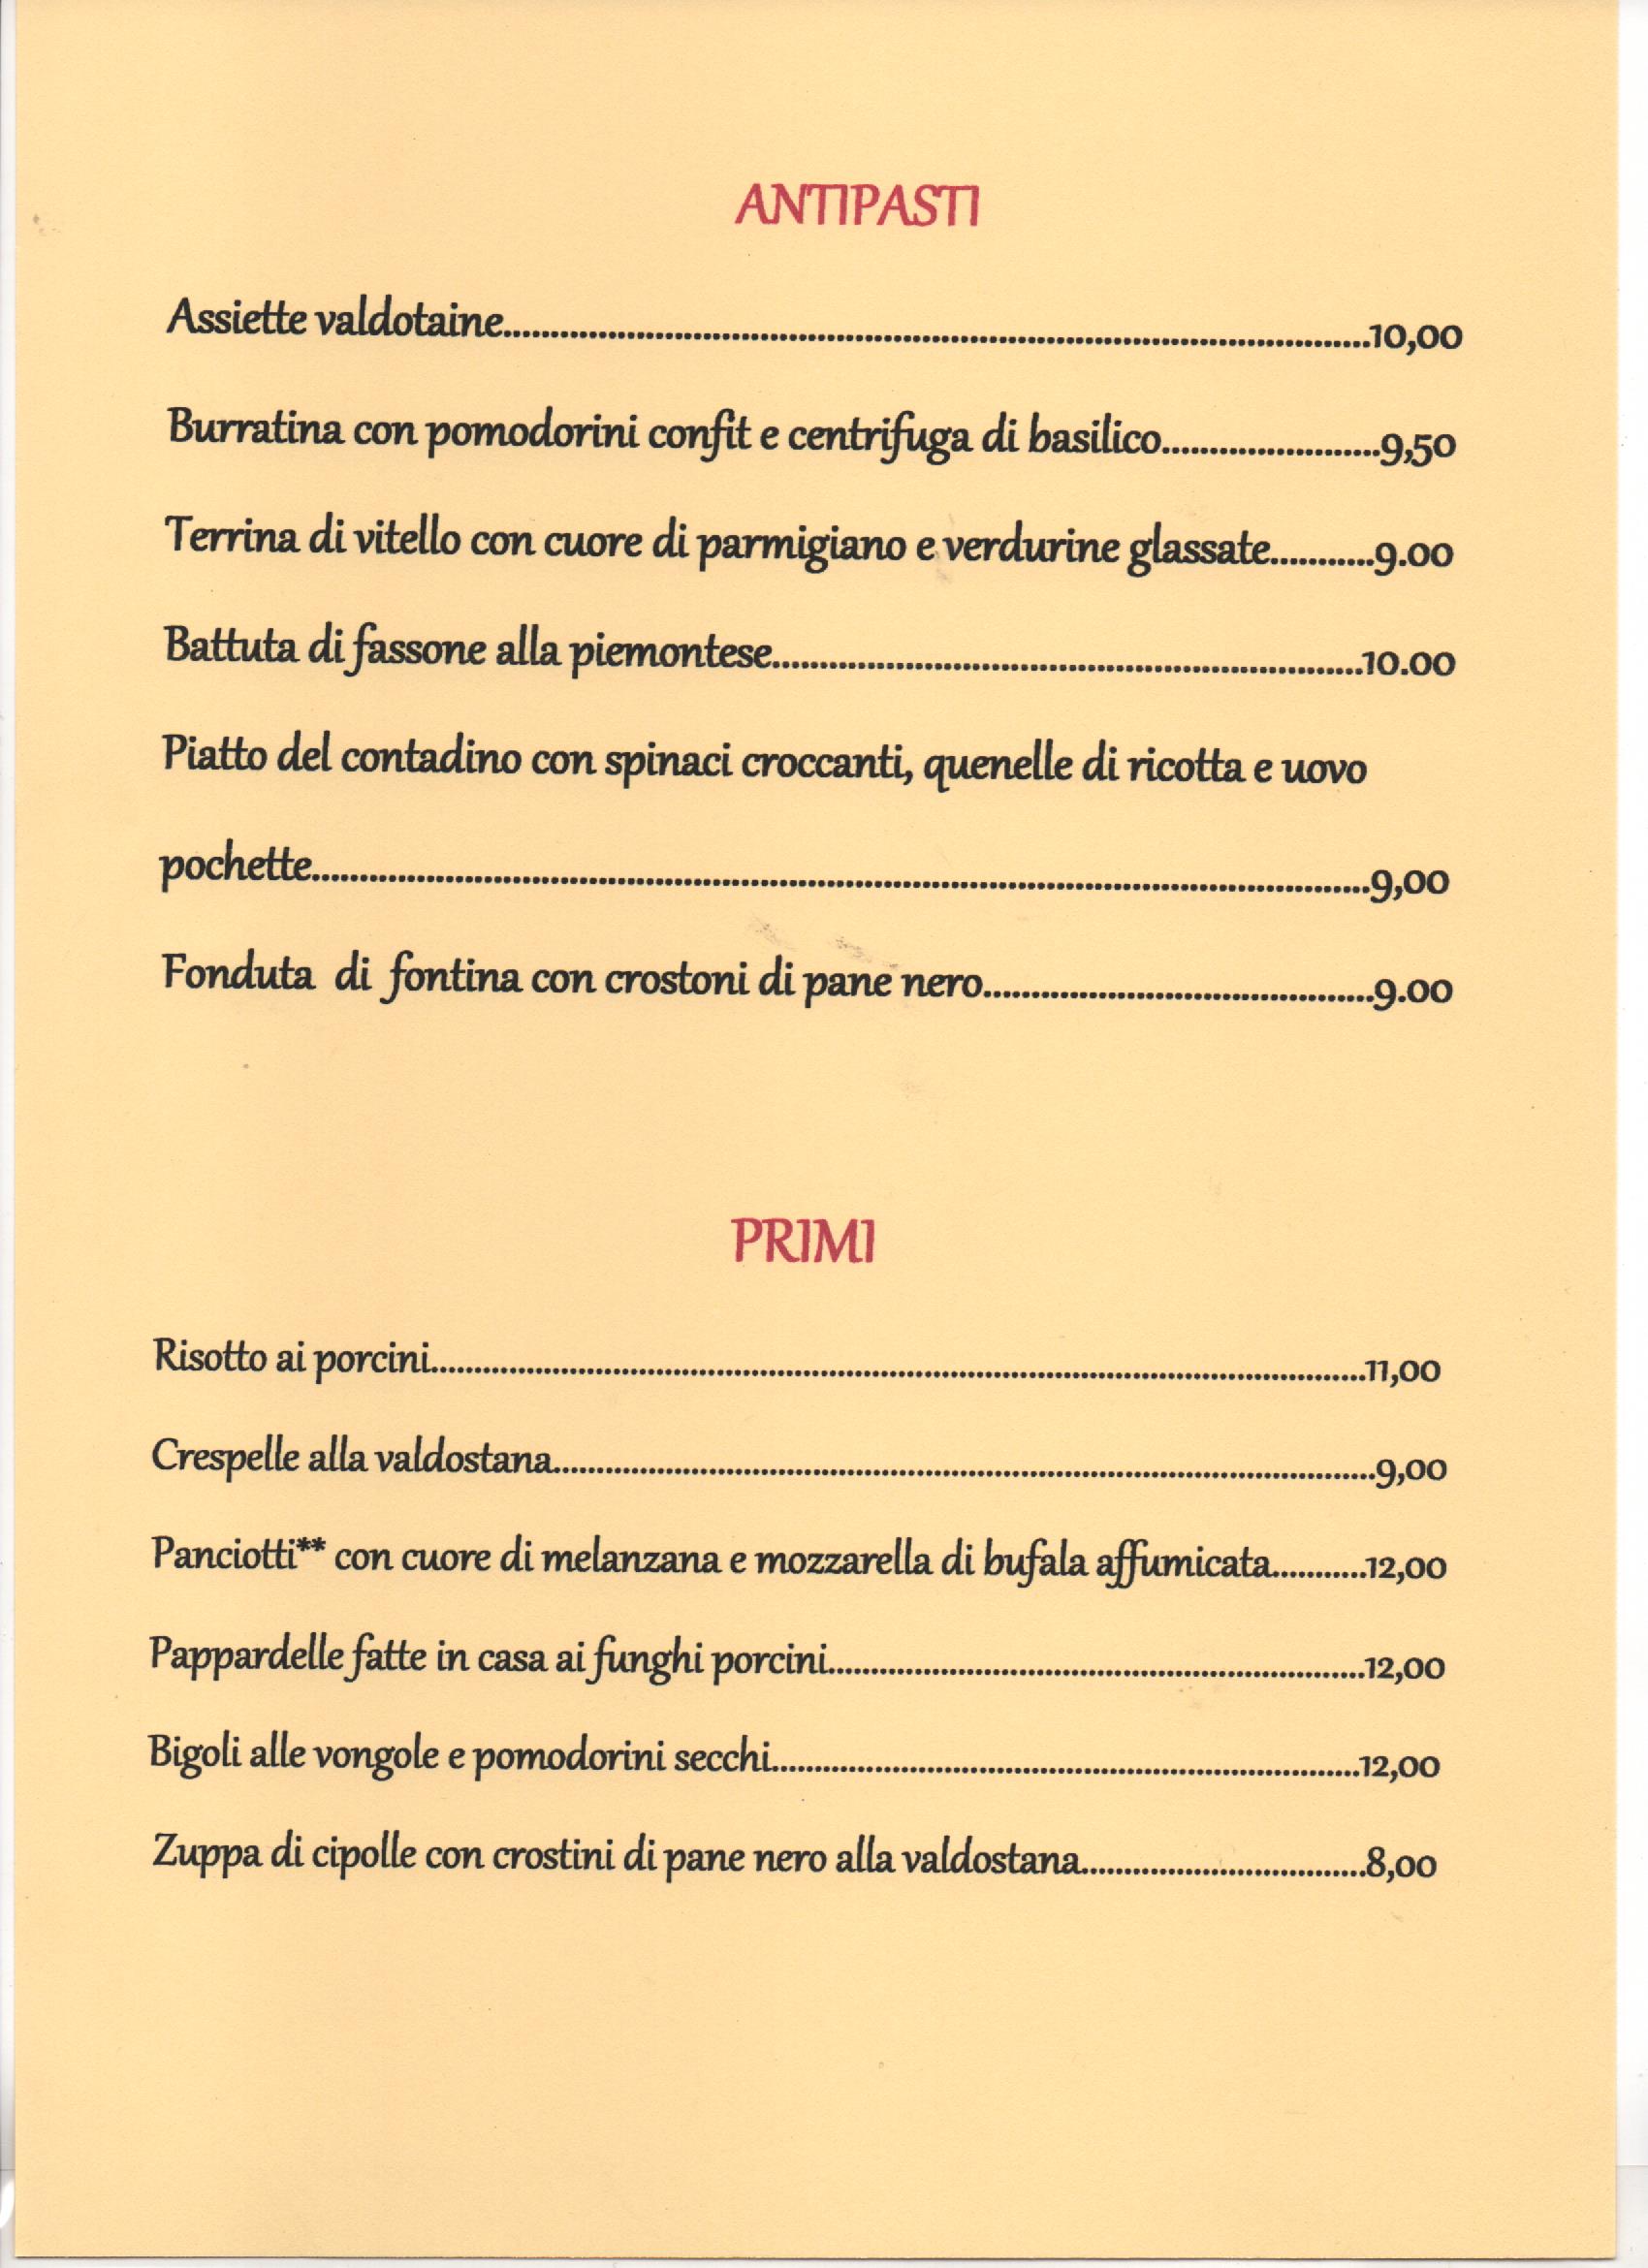 ANTIPASTI
Assiette valdotaine..........................................................................................10,00
Burratina con pomodorini confit e centrifuga di basilico.......................9,50
Terrina di vitello con cuore di parmigiano e verdurine glassate...........9.00
Battuta di fassone alla piemontese..............................................................10.00
Piatto del contadino con spinaci croccanti, quenelle di ricotta e uovo
pochette..............................................................................................................9,00
Fonduta  di  fontina con crostoni di pane nero.........................................9.00
PRIMI
Risotto ai porcini..............................................................................................................11,00
Crespelle alla valdostana.................................................................................................9,00
Panciotti** con cuore di melanzana e mozzarella di bufala affumicata...........12,00
Pappardelle fatte in casa ai funghi porcini...............................................................12,00
Bigoli alle vongole e pomodorini secchi.....................................................................12,00
Zuppa di cipolle con crostini di pane nero alla valdostana..................................8,00